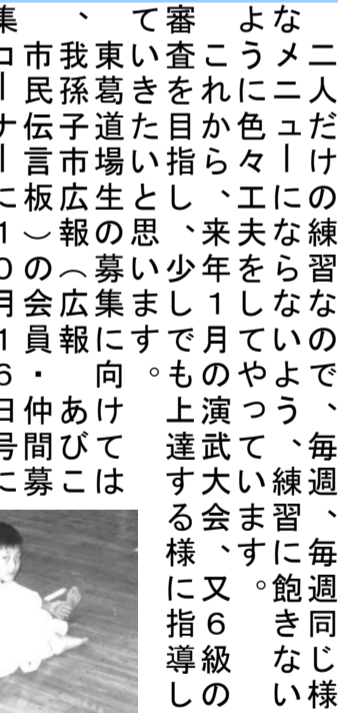 二人だけの練習なので、毎週、毎週同じ様
なメニューにならないよう、練習に飽きない
ように色々工夫をしてやっています。
これから、来年1月の演武大会、又6級の
審査を目指し、少しでも上達する様に指導し
ていきたいと思います。
東葛道場生の募集に向けては
、我孫子市広報（広報　あびこ
市民伝言板）の会員・仲間募
集コーナーに10月16日号に